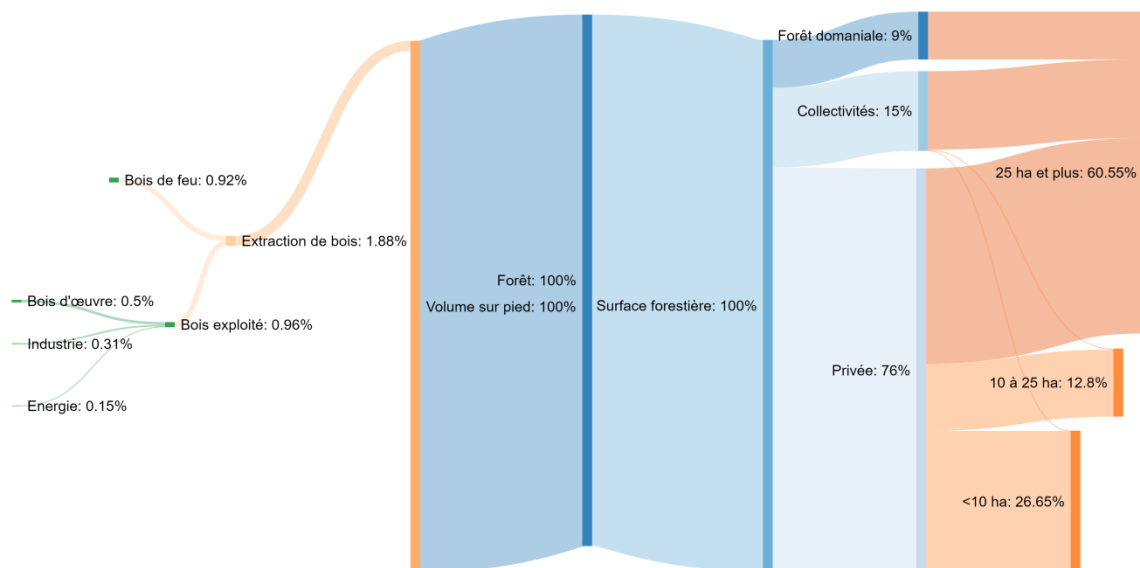 Forêt domaniale: 9%
Collectivités: 15%
25 ha et plus: 60.55%
Bois de feu: 0.92%
Extraction de bois: 1.88%
Forêt: 100%
Bois d'œuvre: 0.5%
Volume sur pied: 100%
Surface forestière: 100%
Bois exploité: 0.96%
Industrie: 0.31%
Privée: 76%
10 à 25 ha: 12.8%
Energie: 0.15%
<10 ha: 26.65%